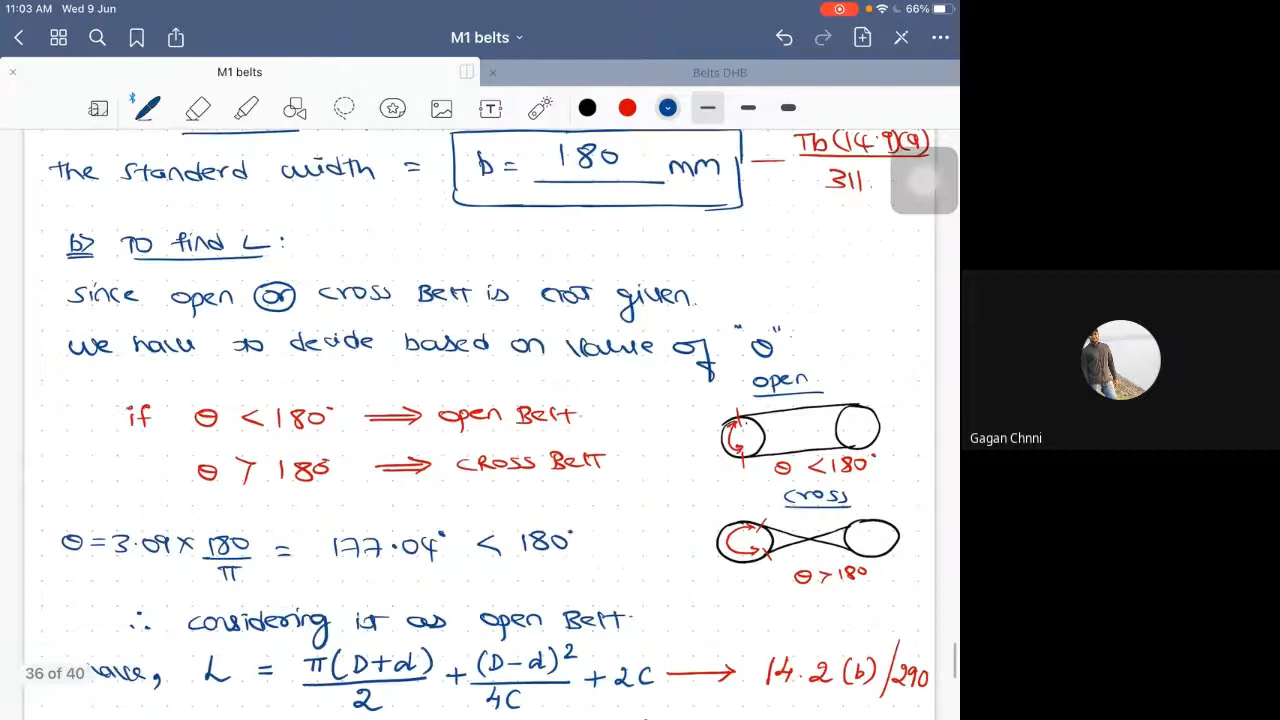 11:03 AM Wed 9 Jun
66%
M1 belts
M1 belts
Belts DHB
the standerd width = b = 180 mm — Tb (14.9)(a) / 311
b> To find L:
since open or cross Belt is not given.
we have to decide based on value of "θ"
open
if θ < 180° ⟹ open Belt
θ < 180°
θ > 180° ⟹ cross Belt
cross
θ = 3.09 × 180/π = 177.04° < 180°
θ > 180
∴ considering it as open Belt.
L = π(D+d)/2 + (D-d)²/4C + 2C ⟶ 14.2 (b) /290
36 of 40
Gagan Chnni